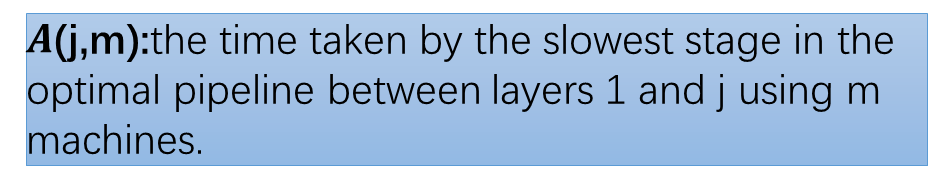 A(j,m):the time taken by the slowest stage in the
optimal pipeline between layers 1 and j using m
machines.